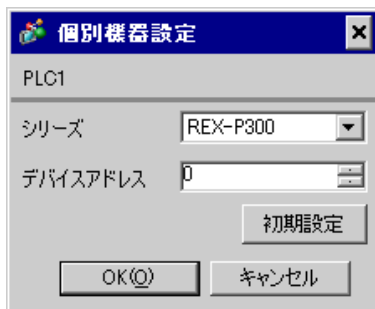 個別機器設定
PLC1
シリーズ REX-P300
デバイスアドレス 0
初期設定
OK(O) キャンセル